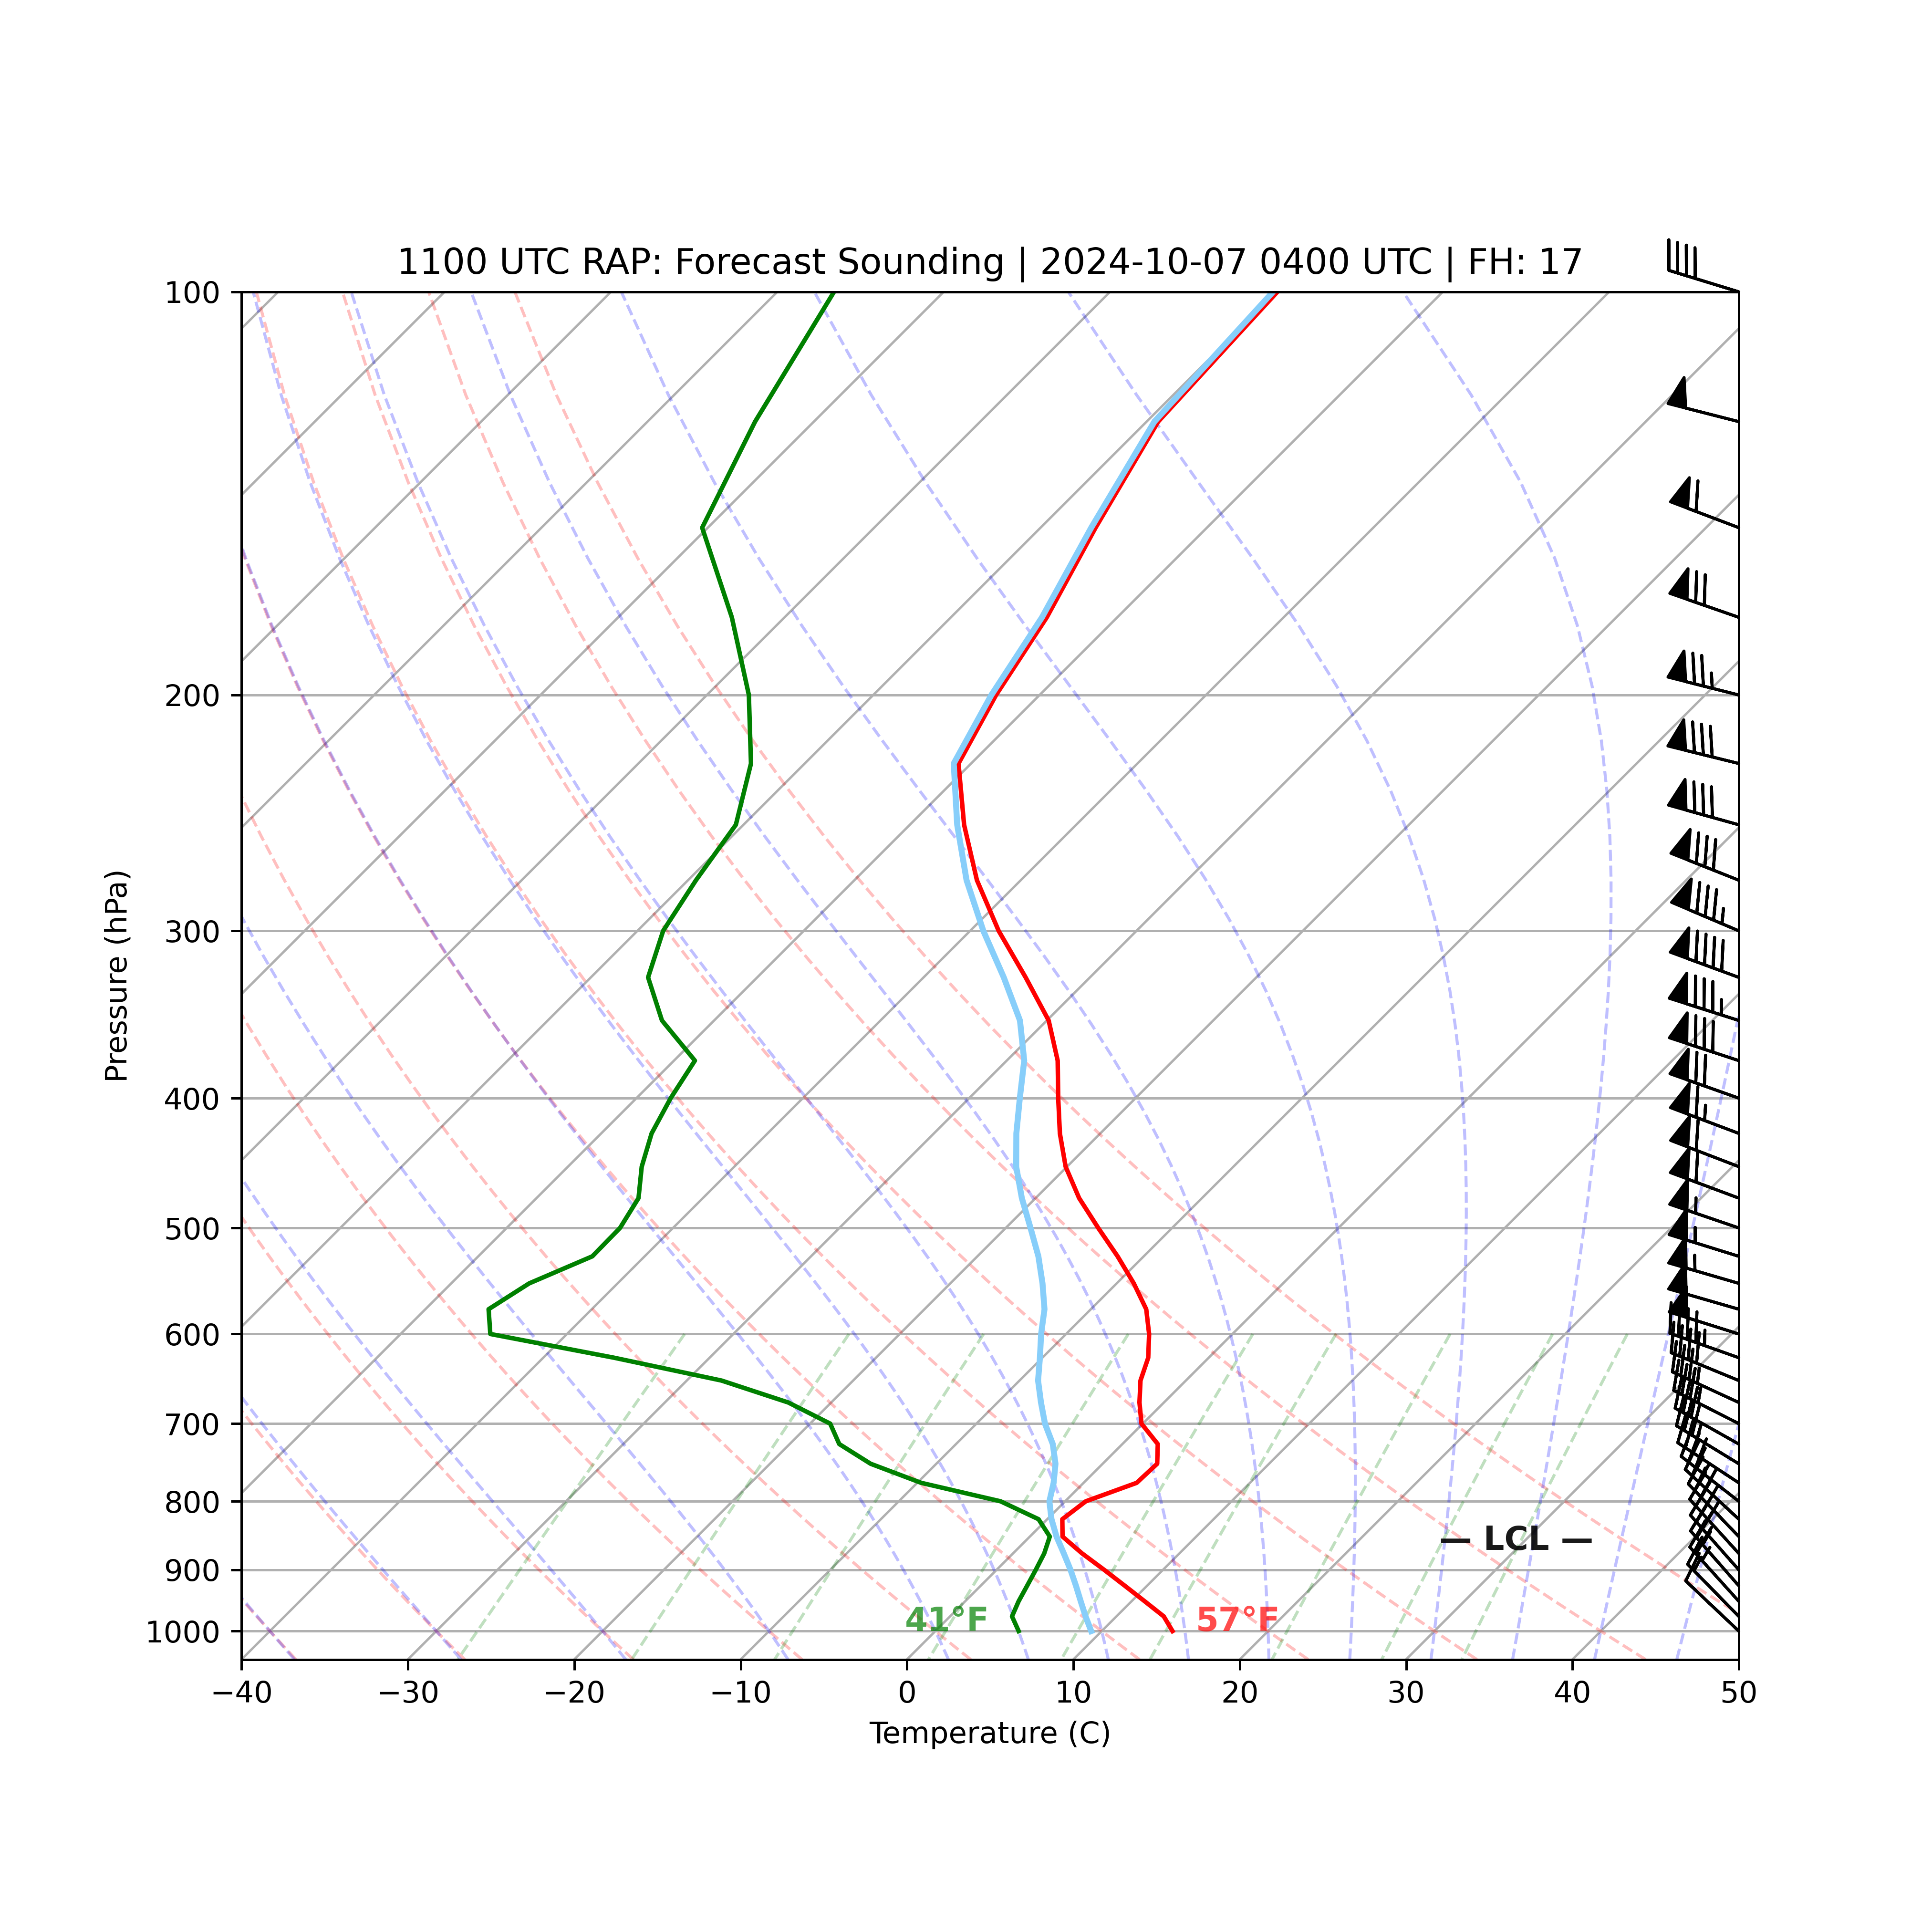 1100 UTC RAP: Forecast Sounding | 2024-10-07 0400 UTC | FH: 17
100
200
300
400
500
600
700
800
900
1000
Pressure (hPa)
— LCL —
41°F
57°F
−40 −30 −20 −10 0 10 20 30 40 50
Temperature (C)